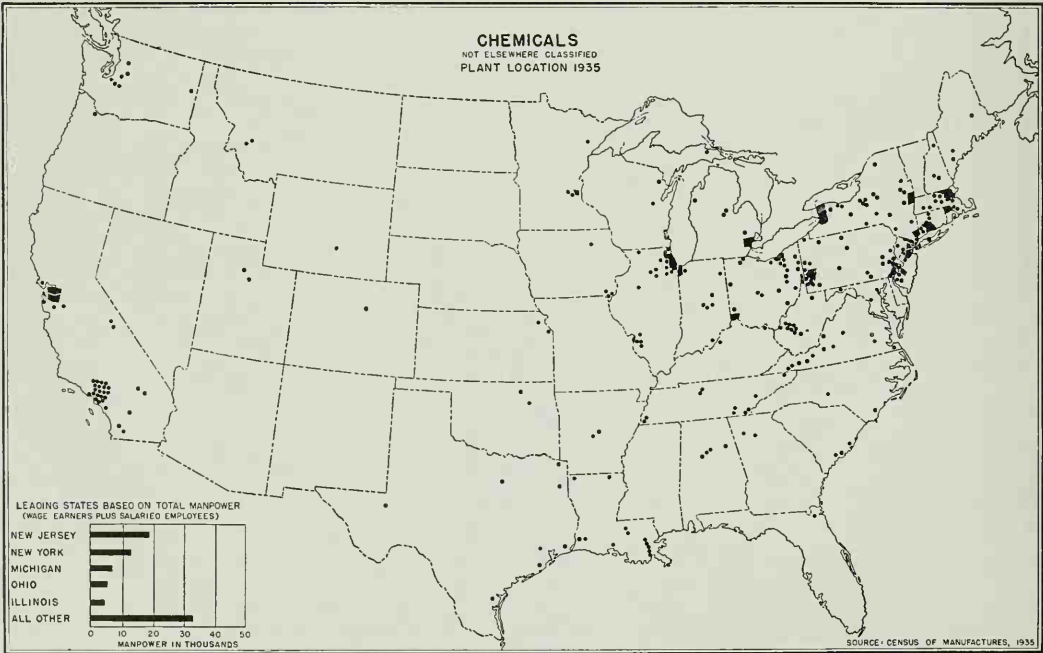 CHEMICALS
NOT ELSEWHERE CLASSIFIED
PLANT LOCATION 1935
LEADING STATES BASED ON TOTAL MANPOWER
(WAGE EARNERS PLUS SALARIED EMPLOYEES)
NEW JERSEY
NEW YORK
MICHIGAN
OHIO
ILLINOIS
ALL OTHER
0 10 20 30 40 50
MANPOWER IN THOUSANDS
SOURCE: CENSUS OF MANUFACTURES, 1935